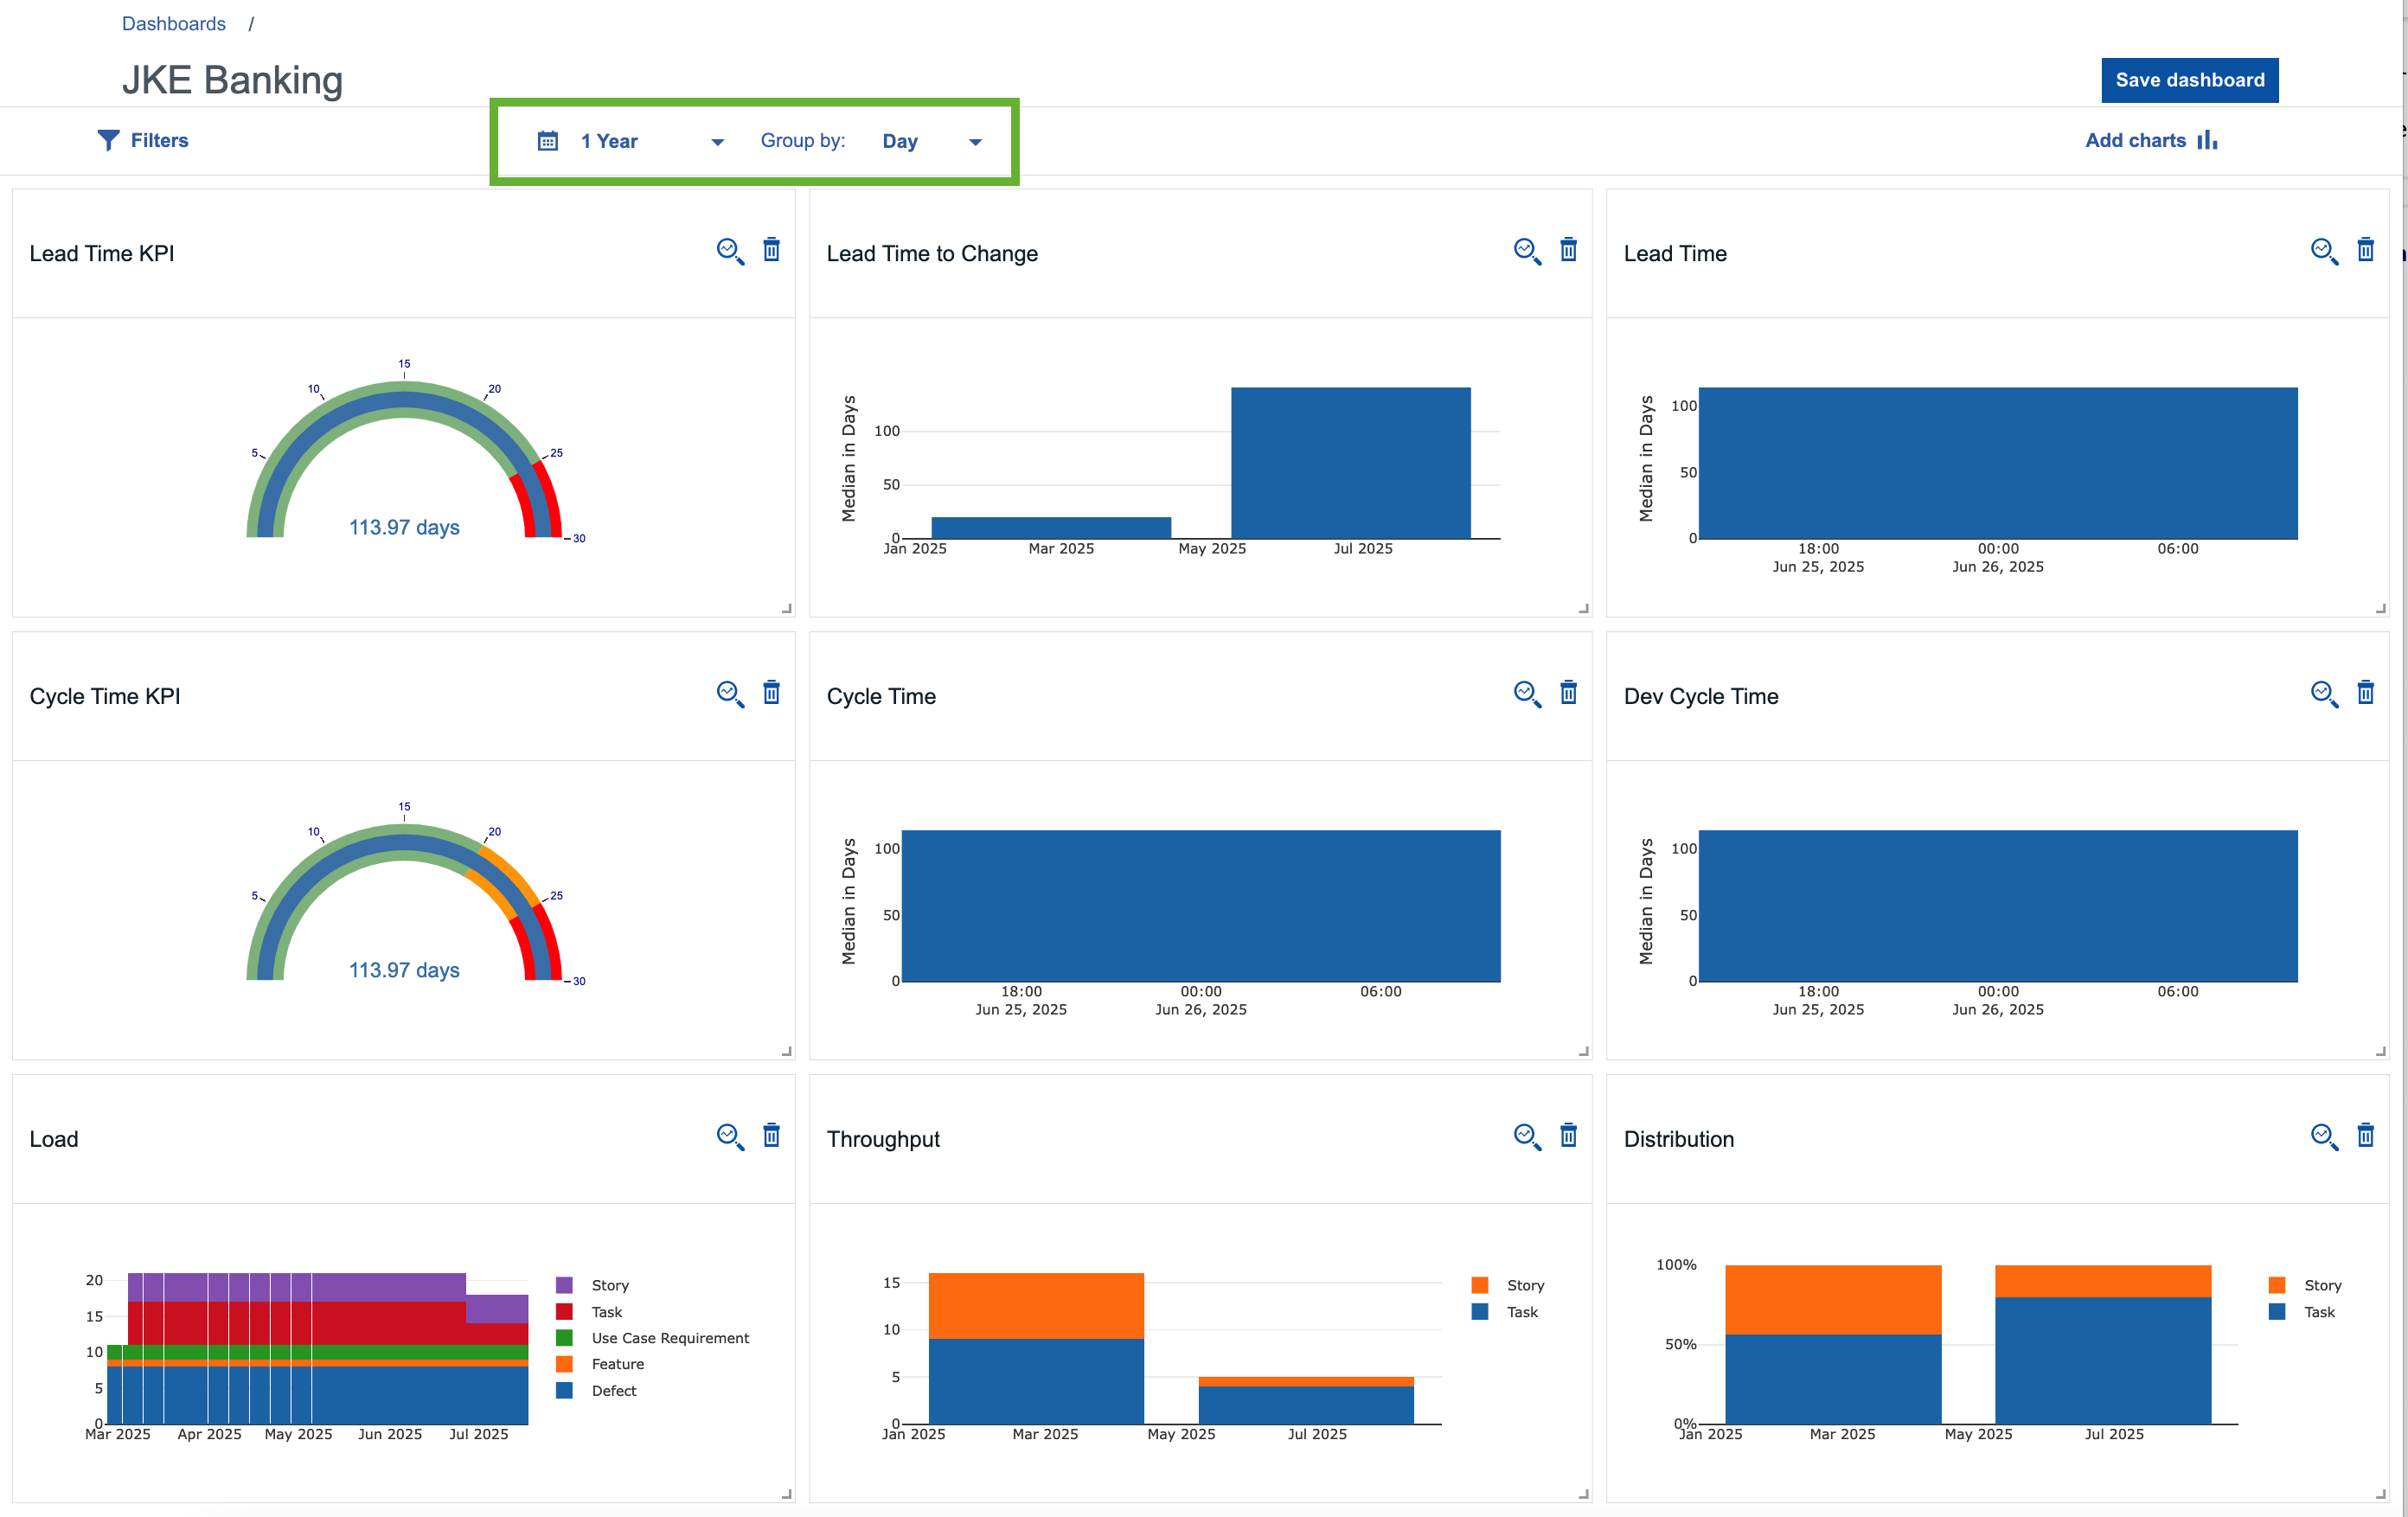 Dashboards /
JKE Banking
Save dashboard
Filters
1 Year Group by: Day
Add charts
Lead Time KPI
15
10 20
5 25
113.97 days
30
Lead Time to Change
Median in Days
100
50
0
Jan 2025 Mar 2025 May 2025 Jul 2025
Lead Time
Median in Days
100
50
0
18:00 00:00 06:00
Jun 25, 2025 Jun 26, 2025
Cycle Time KPI
15
10 20
5 25
113.97 days
30
Cycle Time
Median in Days
100
50
0
18:00 00:00 06:00
Jun 25, 2025 Jun 26, 2025
Dev Cycle Time
Median in Days
100
50
0
18:00 00:00 06:00
Jun 25, 2025 Jun 26, 2025
Load
20
15
10
5
0
Mar 2025 Apr 2025 May 2025 Jun 2025 Jul 2025
Story
Task
Use Case Requirement
Feature
Defect
Throughput
15
10
5
0
Jan 2025 Mar 2025 May 2025 Jul 2025
Story
Task
Distribution
100%
50%
0%
Jan 2025 Mar 2025 May 2025 Jul 2025
Story
Task